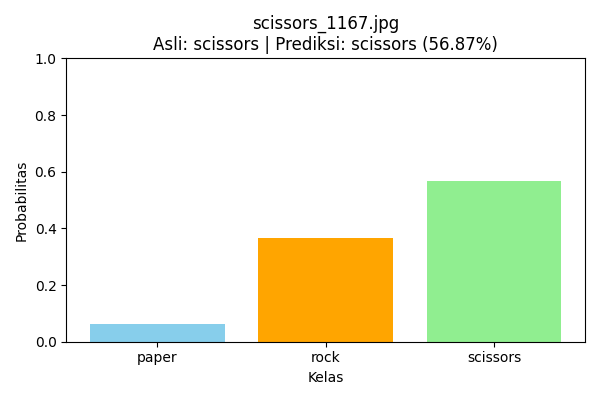 scissors_1167.jpg
Asli: scissors | Prediksi: scissors (56.87%)
1.0
0.8
0.6
0.4
0.2
0.0
Probabilitas
paper rock scissors
Kelas